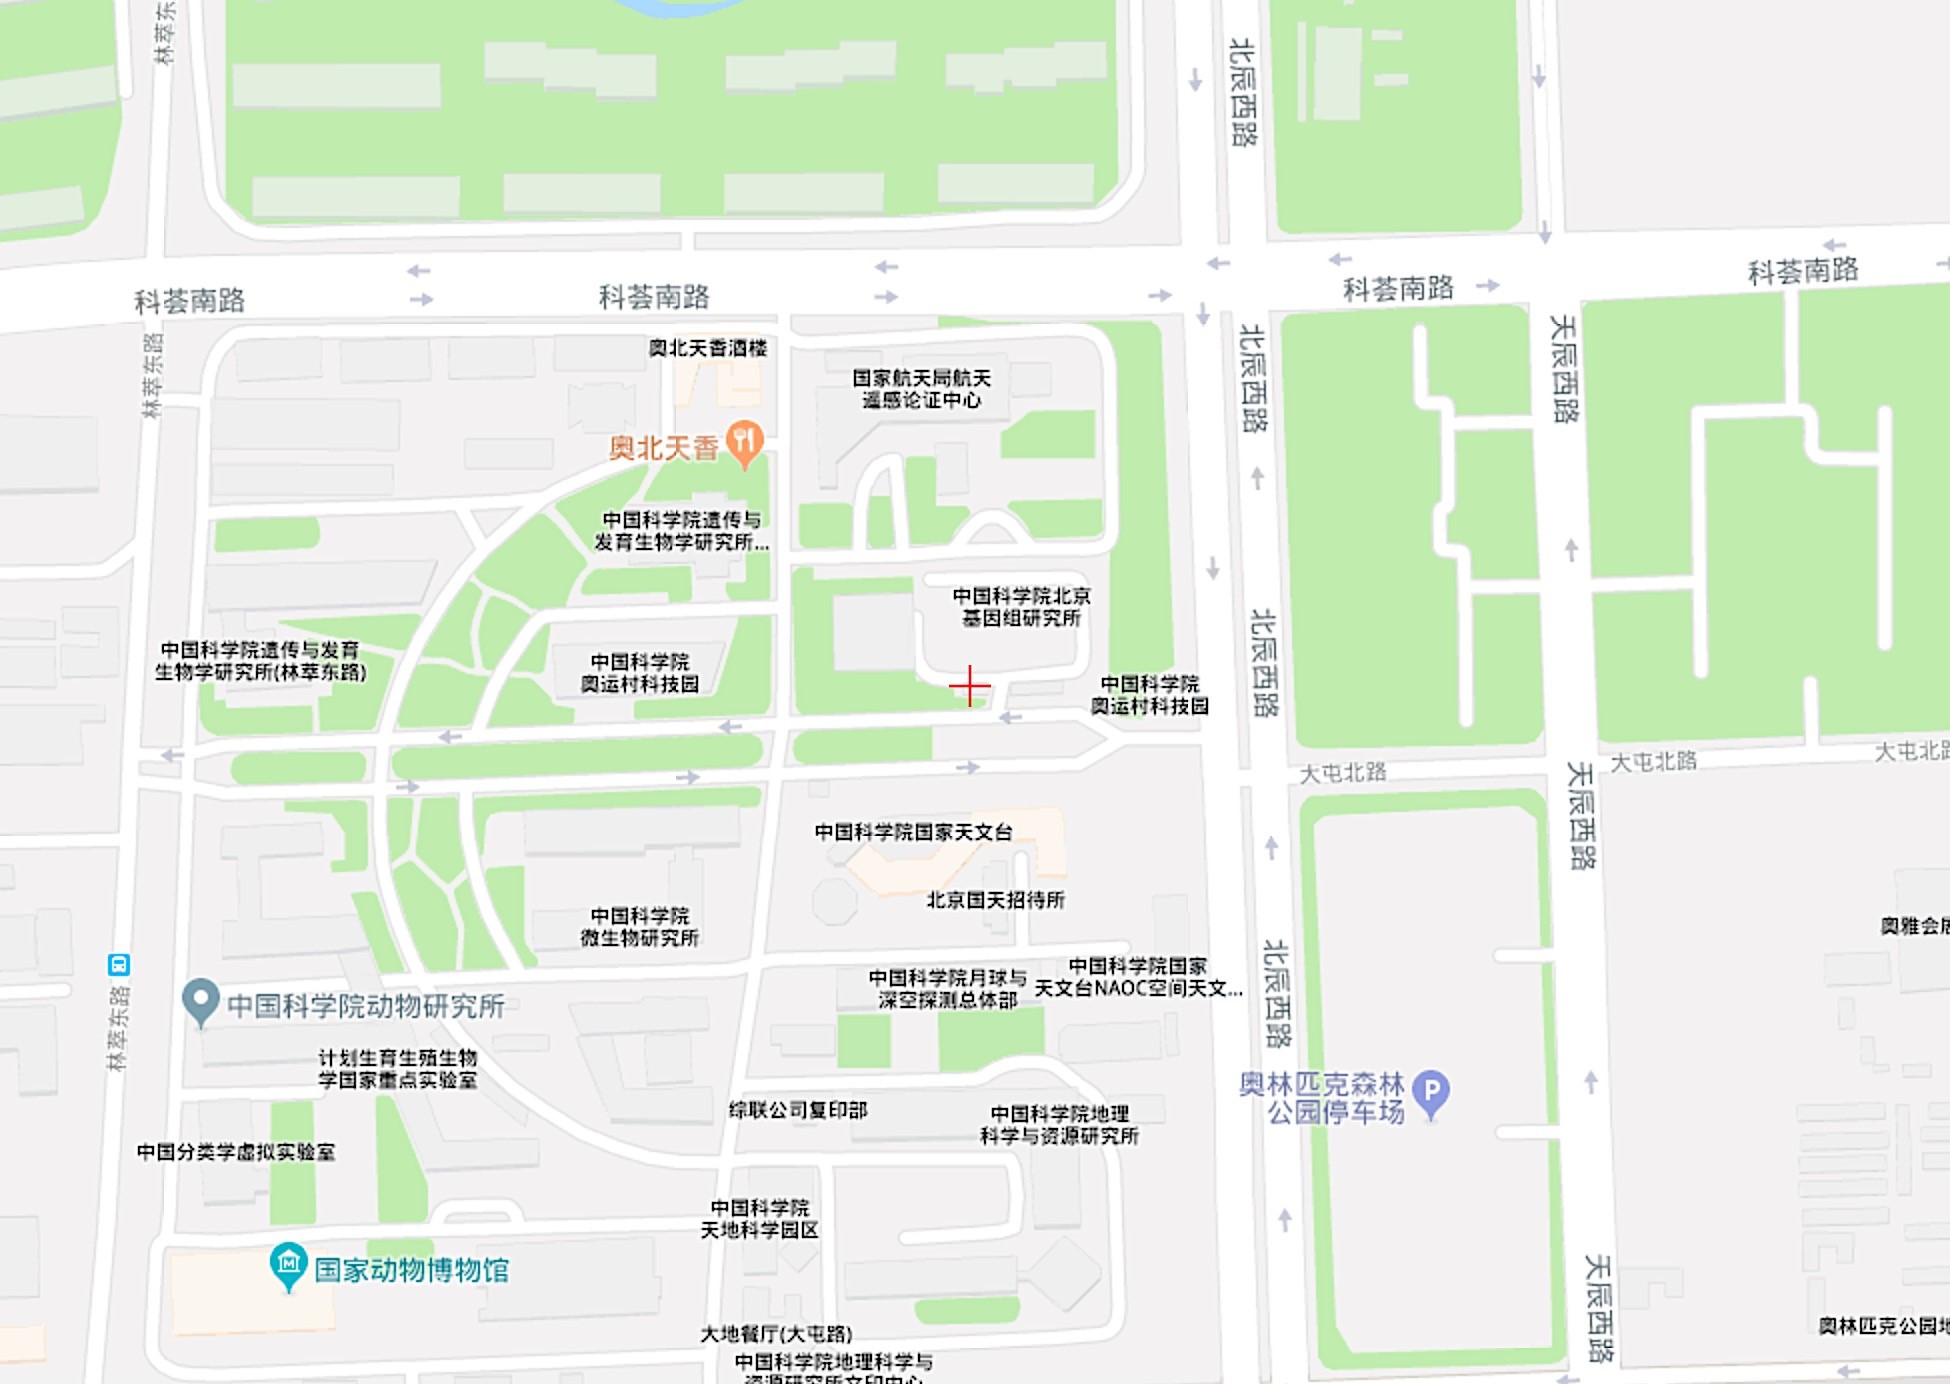 林萃东
北辰西路
科荟南路
科荟南路
科荟南路
科荟南路
林萃东路
奥北天香酒楼
国家航天局航天
遥感论证中心
北辰西路
天辰西路
奥北天香
中国科学院遗传与
发育生物学研究所...
中国科学院北京
基因组研究所
中国科学院遗传与发育
生物学研究所(林萃东路)
中国科学院
奥运村科技园
中国科学院
奥运村科技园
北辰西路
大屯北路
大屯北路
大屯北路
天辰西路
中国科学院国家天文台
北京国天招待所
中国科学院
微生物研究所
奥雅会居
北辰西路
中国科学院月球与
深空探测总体部
中国科学院国家
天文台NAOC空间天文...
中国科学院动物研究所
林萃东路
计划生育生殖生物
学国家重点实验室
综联公司复印部
中国科学院地理
科学与资源研究所
奥林匹克森林
公园停车场
P
中国分类学虚拟实验室
中国科学院
天地科学园区
国家动物博物馆
M
天辰西路
大地餐厅(大屯路)
中国科学院地理科学与
资源研究所文印中心
奥林匹克公园地